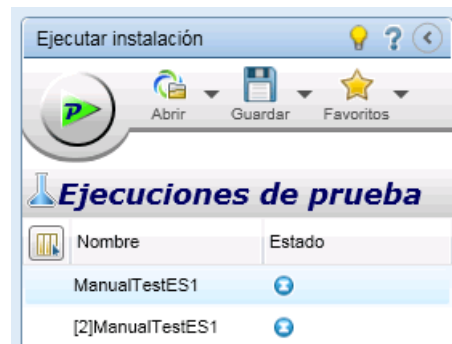 Ejecutar instalación
Abrir Guardar Favoritos
Ejecuciones de prueba
Nombre Estado
ManualTestES1
[2]ManualTestES1